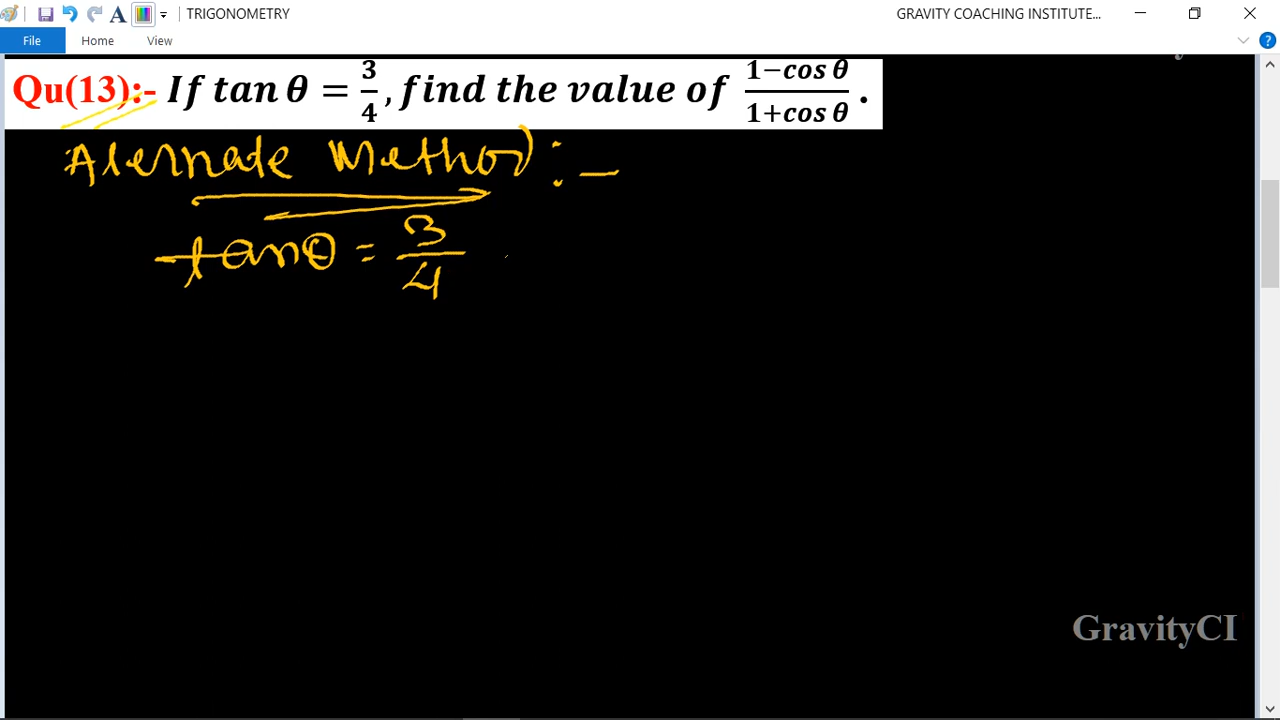 TRIGONOMETRY
GRAVITY COACHING INSTITUTE...
File Home View
Qu(13):- If tan θ = 3/4, find the value of (1−cos θ)/(1+cos θ).
Alernate Method:-
tanθ = 3/4
GravityCI